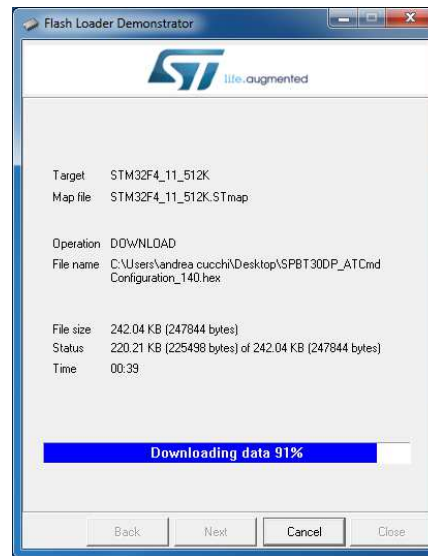 Flash Loader Demonstrator
life.augmented
Target STM32F4_11_512K
Map file STM32F4_11_512K.STmap
Operation DOWNLOAD
File name C:\Users\andrea cucchi\Desktop\SPBT30DP_ATCmd
Configuration_140.hex
File size 242.04 KB (247844 bytes)
Status 220.21 KB (225498 bytes) of 242.04 KB (247844 bytes)
Time 00:39
Downloading data 91%
Back Next Cancel Close